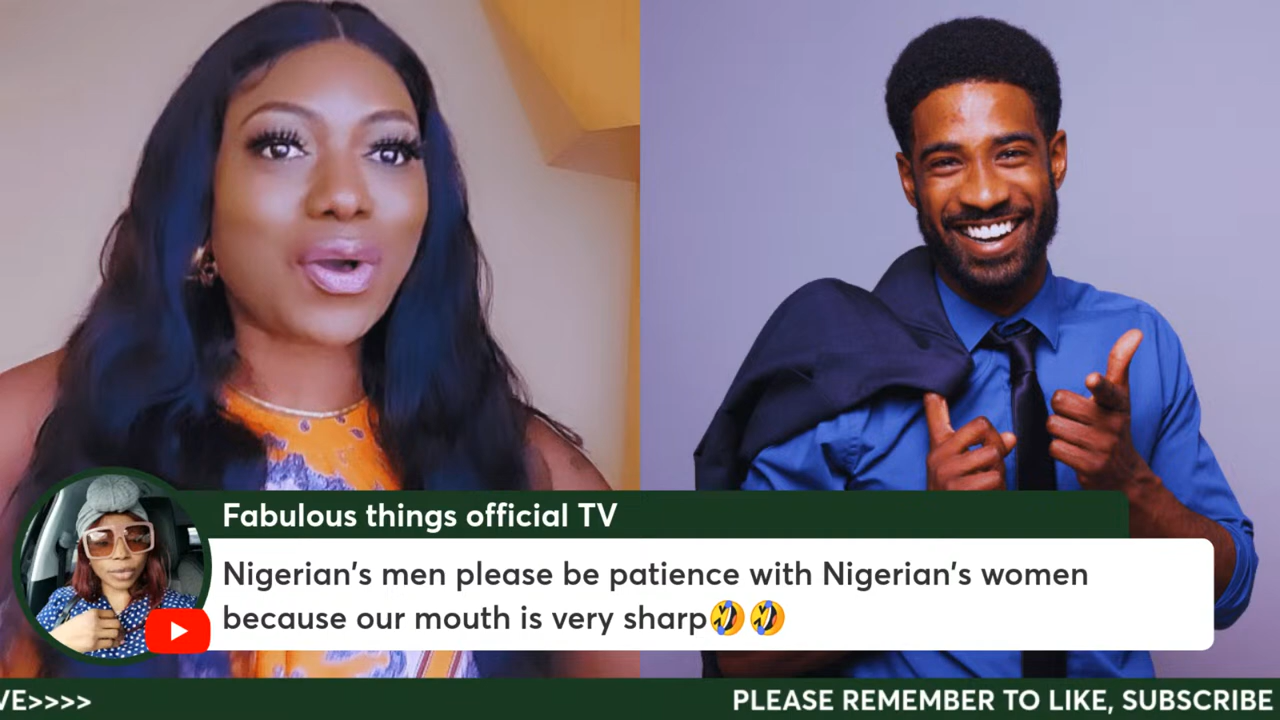 Fabulous things official TV
Nigerian's men please be patience with Nigerian's women
because our mouth is very sharp🤣🤣
VE>>>> PLEASE REMEMBER TO LIKE, SUBSCRIBE